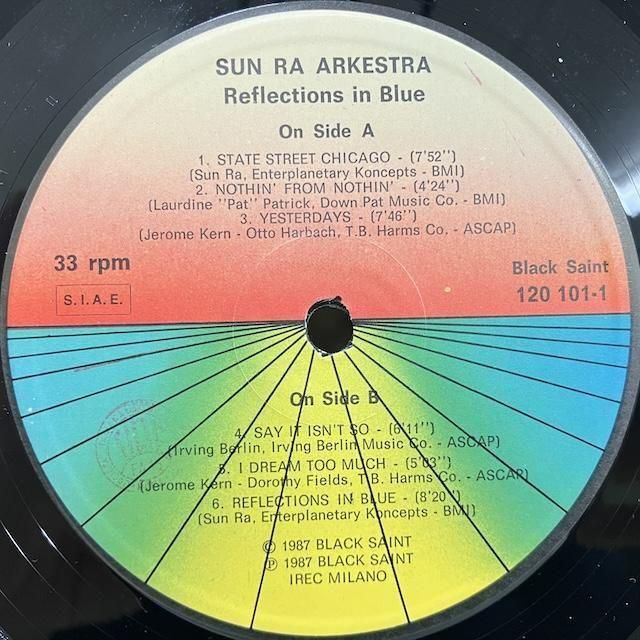 SUN RA ARKESTRA
Reflections in Blue
On Side A
1. STATE STREET CHICAGO - (7'52'')
(Sun Ra, Enterplanetary Koncepts - BMI)
2. NOTHIN' FROM NOTHIN' - (4'24'')
(Laurdine "Pat" Patrick, Down Pat Music Co. - BMI)
3. YESTERDAYS - (7'46'')
(Jerome Kern - Otto Harbach, T.B. Harms Co. - ASCAP)
33 rpm
S.I.A.E.
Black Saint
120 101-1
On Side B
4. SAY IT ISN'T SO - (6'11'')
(Irving Berlin, Irving Berlin Music Co. - ASCAP)
5. I DREAM TOO MUCH - (5'03'')
(Jerome Kern - Dorothy Fields, T.B. Harms Co. - ASCAP)
6. REFLECTIONS IN BLUE - (8'20'')
(Sun Ra, Enterplanetary Koncepts - BMI)
© 1987 BLACK SAINT
℗ 1987 BLACK SAINT
IREC MILANO